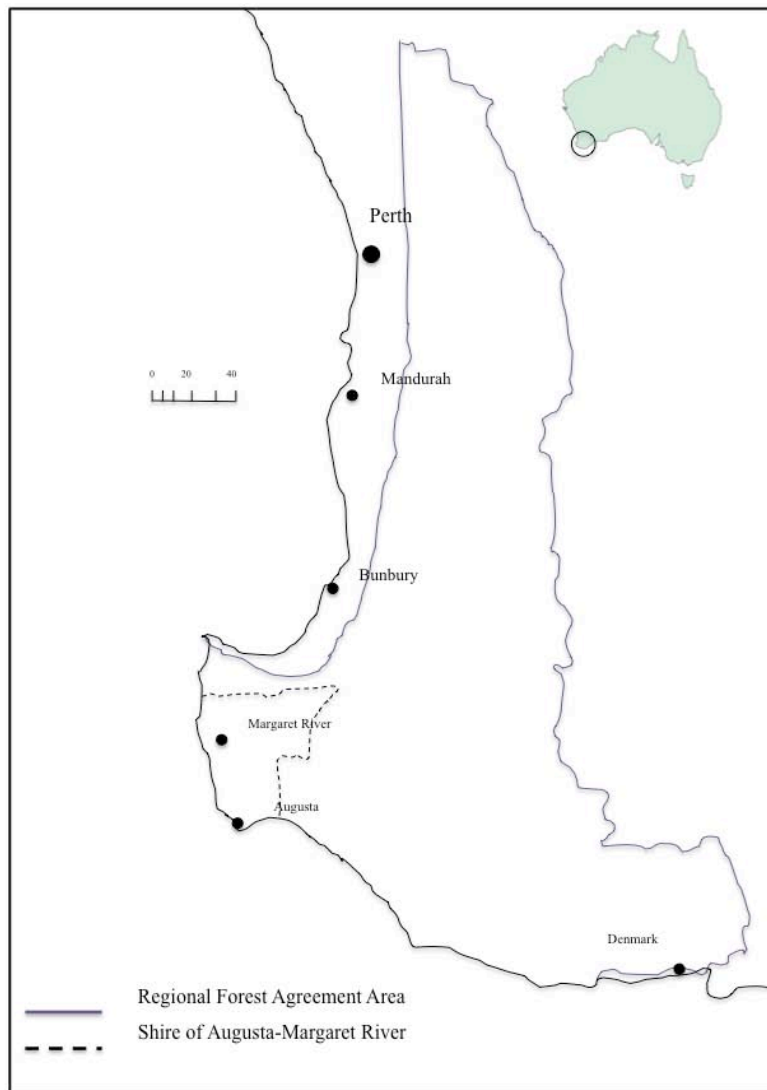 Perth
0 20 40
Mandurah
Bunbury
Margaret River
Augusta
Denmark
Regional Forest Agreement Area
Shire of Augusta-Margaret River